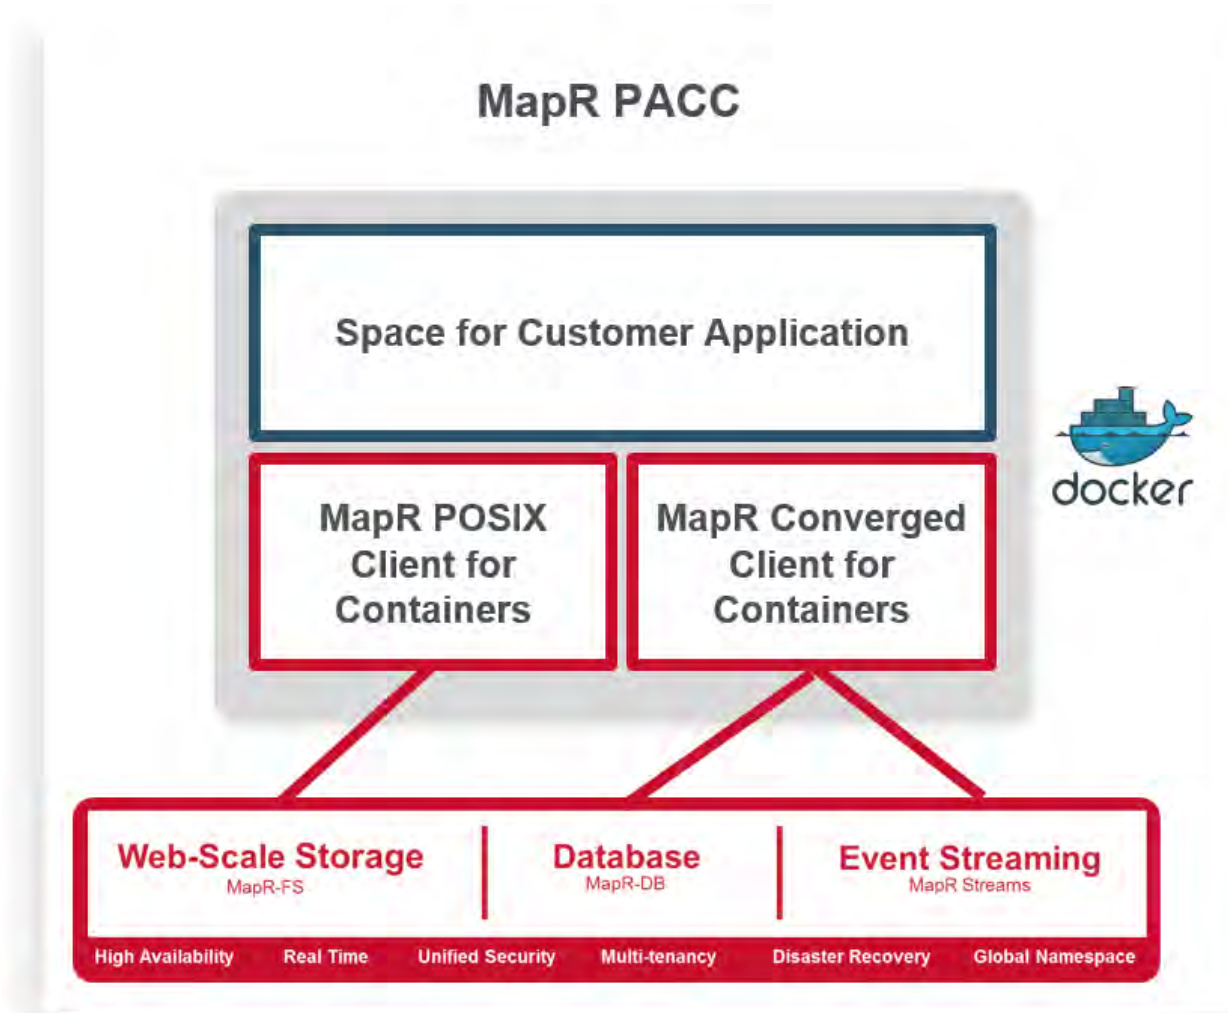 MapR PACC
Space for Customer Application
docker
MapR POSIX
Client for
Containers
MapR Converged
Client for
Containers
Web-Scale Storage
MapR-FS
Database
MapR-DB
Event Streaming
MapR Streams
High Availability
Real Time
Unified Security
Multi-tenancy
Disaster Recovery
Global Namespace